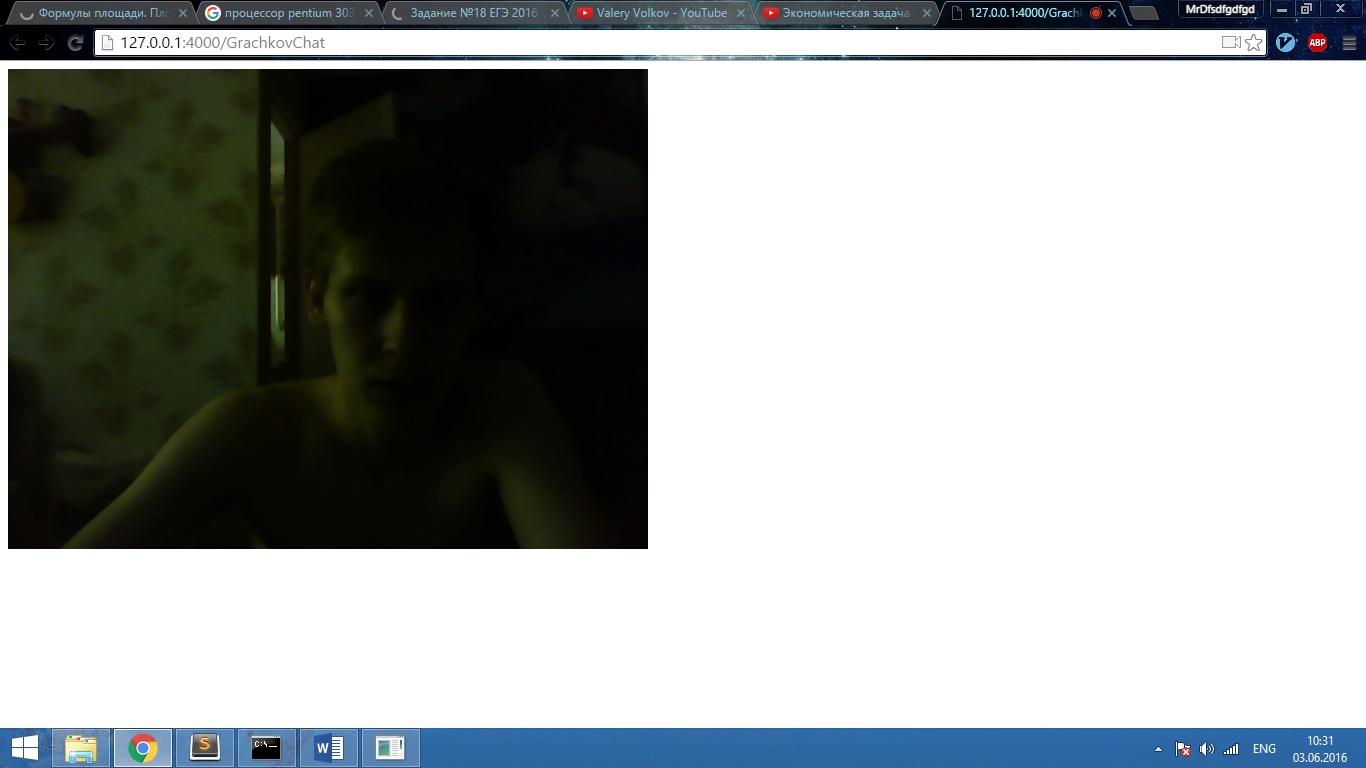 Формулы площади. Пл
процессор pentium 303
Задание №18 ЕГЭ 2016
Valery Volkov - YouTube
Экономическая задача
127.0.0.1:4000/Grachk
MrDfsdfgdfgd
127.0.0.1:4000/GrachkovChat
ABP
ENG
10:31
03.06.2016